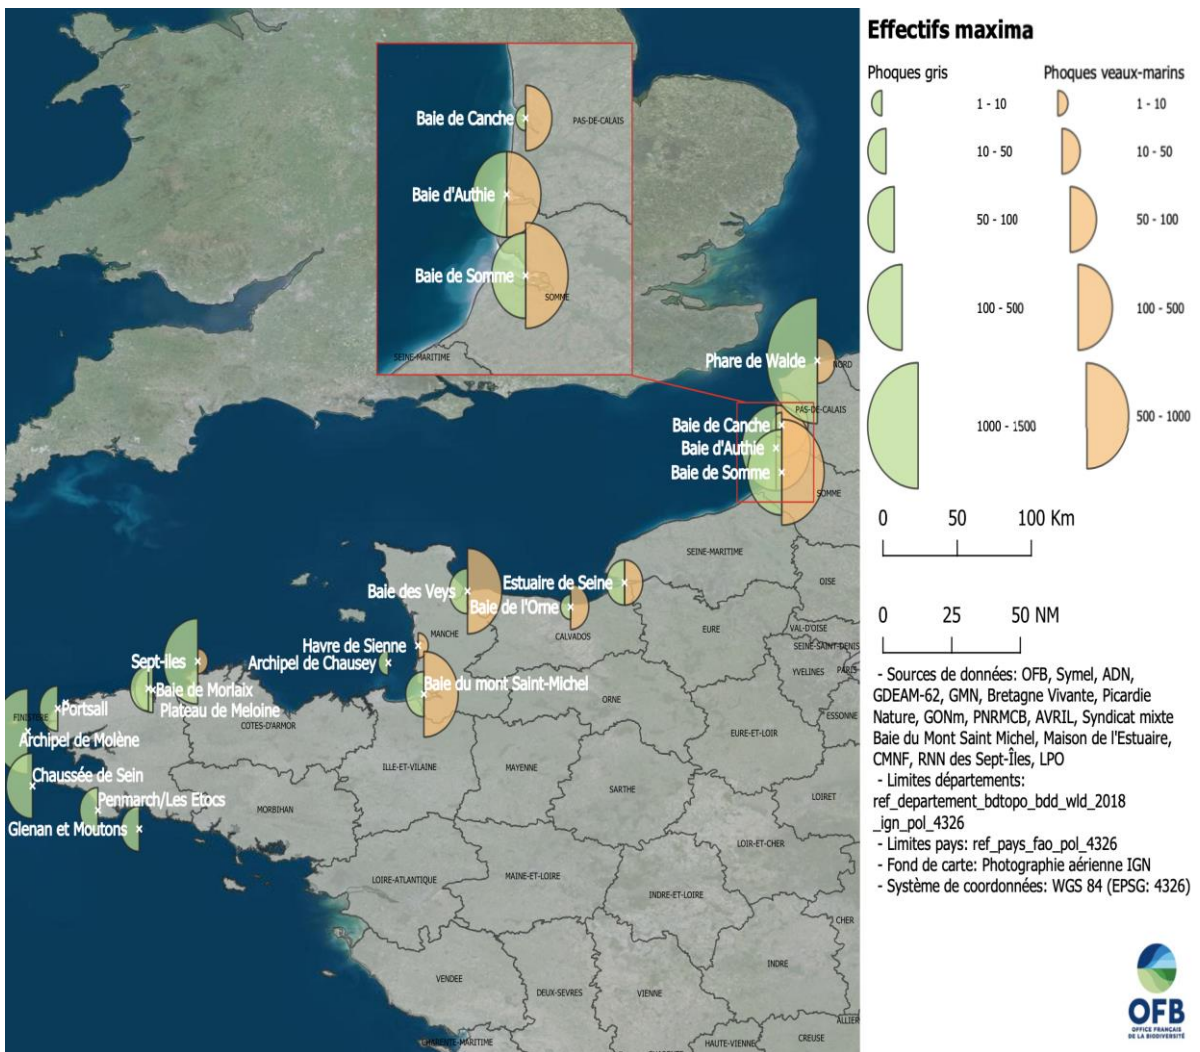 Baie de Canche
PAS-DE-CALAIS
Baie d'Authie
Baie de Somme
SOMME
SEINE-MARITIME
Phare de Walde
NORD
PAS-DE-CALAIS
Baie de Canche
Baie d'Authie
Baie de Somme
SOMME
SEINE-MARITIME
OISE
Estuaire de Seine
Baie des Veys
Baie de l'Orne
EURE
VAL-D'OISE
MANCHE
CALVADOS
SEINE-SAINT-DENIS
Havre de Sienne
Archipel de Chausey
YVELINES
PARIS
Sept-Iles
Baie du mont Saint-Michel
Baie de Morlaix
Plateau de Meloine
ORNE
ESSONNE
Portsall
FINISTERE
COTES-D'ARMOR
EURE-ET-LOIR
Archipel de Molène
ILLE-ET-VILAINE
MAYENNE
Chaussée de Sein
SARTHE
LOIRET
Penmarch/Les Etocs
MORBIHAN
Glenan et Moutons
LOIR-ET-CHER
LOIRE-ATLANTIQUE
MAINE-ET-LOIRE
INDRE-ET-LOIRE
CHER
VENDEE
DEUX-SEVRES
VIENNE
INDRE
ALLIER
CHARENTE-MARITIME
HAUTE-VIENNE
CREUSE
Effectifs maxima
Phoques gris
Phoques veaux-marins
1 - 10
1 - 10
10 - 50
10 - 50
50 - 100
50 - 100
100 - 500
100 - 500
1000 - 1500
500 - 1000
0 50 100 Km
0 25 50 NM
- Sources de données: OFB, Symel, ADN,
GDEAM-62, GMN, Bretagne Vivante, Picardie
Nature, GONm, PNRMCB, AVRIL, Syndicat mixte
Baie du Mont Saint Michel, Maison de l'Estuaire,
CMNF, RNN des Sept-Îles, LPO
- Limites départements:
ref_departement_bdtopo_bdd_wld_2018
_ign_pol_4326
- Limites pays: ref_pays_fao_pol_4326
- Fond de carte: Photographie aérienne IGN
- Système de coordonnées: WGS 84 (EPSG: 4326)
OFB
OFFICE FRANÇAIS
DE LA BIODIVERSITÉ